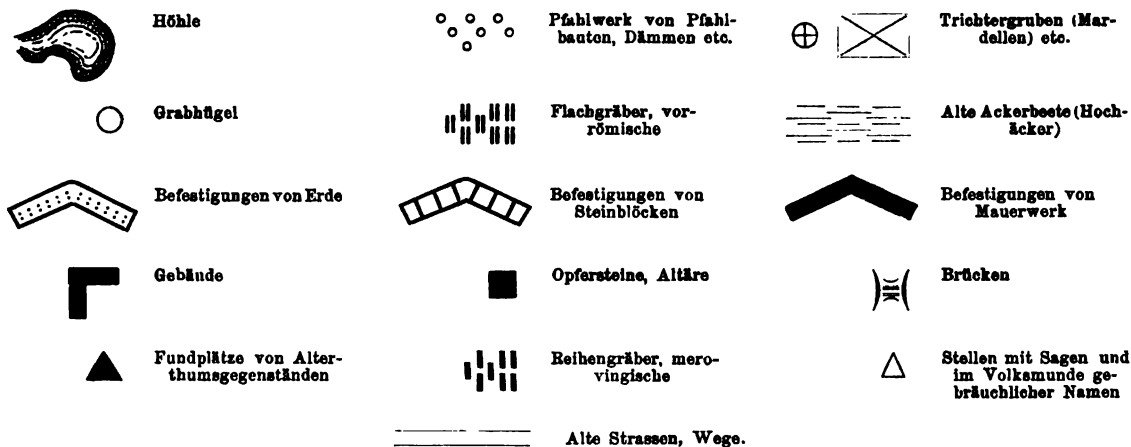 Höhle
Pfahlwerk von Pfahl-
bauten, Dämmen etc.
Trichtergruben (Mar-
dellen) etc.
Grabhügel
Flachgräber, vor-
römische
Alte Ackerbeete (Hoch-
äcker)
Befestigungen von Erde
Befestigungen von
Steinblöcken
Befestigungen von
Mauerwerk
Gebäude
Opfersteine, Altäre
Brücken
Fundplätze von Alter-
thumsgegenständen
Reihengräber, mero-
vingische
Stellen mit Sagen und
im Volksmunde ge-
bräuchlicher Namen
Alte Strassen, Wege.